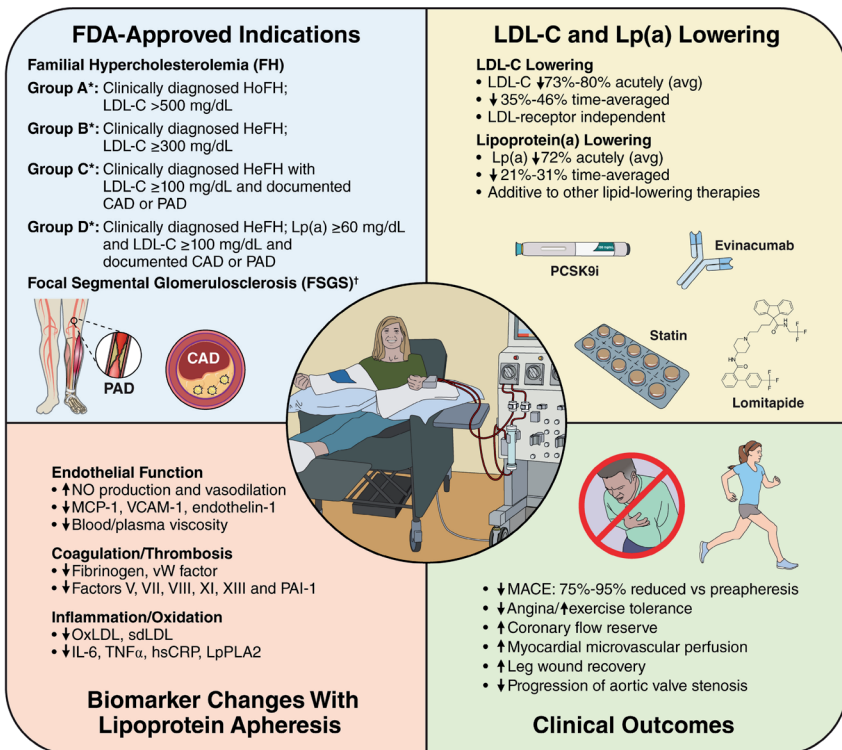 FDA-Approved Indications
Familial Hypercholesterolemia (FH)
Group A*: Clinically diagnosed HoFH;
LDL-C >500 mg/dL
Group B*: Clinically diagnosed HeFH;
LDL-C ≥300 mg/dL
Group C*: Clinically diagnosed HeFH with
LDL-C ≥100 mg/dL and documented
CAD or PAD
Group D*: Clinically diagnosed HeFH; Lp(a) ≥60 mg/dL
and LDL-C ≥100 mg/dL and
documented CAD or PAD
Focal Segmental Glomerulosclerosis (FSGS)†
PAD
CAD
LDL-C and Lp(a) Lowering
LDL-C Lowering
• LDL-C ↓73%-80% acutely (avg)
• ↓35%-46% time-averaged
• LDL-receptor independent
Lipoprotein(a) Lowering
• Lp(a) ↓72% acutely (avg)
• ↓21%-31% time-averaged
• Additive to other lipid-lowering therapies
PCSK9i
Evinacumab
Statin
Lomitapide
Endothelial Function
• ↑NO production and vasodilation
• ↓MCP-1, VCAM-1, endothelin-1
• ↓Blood/plasma viscosity
Coagulation/Thrombosis
• ↓Fibrinogen, vW factor
• ↓Factors V, VII, VIII, XI, XIII and PAI-1
Inflammation/Oxidation
• ↓OxLDL, sdLDL
• ↓IL-6, TNFα, hsCRP, LpPLA2
Biomarker Changes With
Lipoprotein Apheresis
• ↓MACE: 75%-95% reduced vs preapheresis
• ↓Angina/↑exercise tolerance
• ↑Coronary flow reserve
• ↑Myocardial microvascular perfusion
• ↑Leg wound recovery
• ↓Progression of aortic valve stenosis
Clinical Outcomes